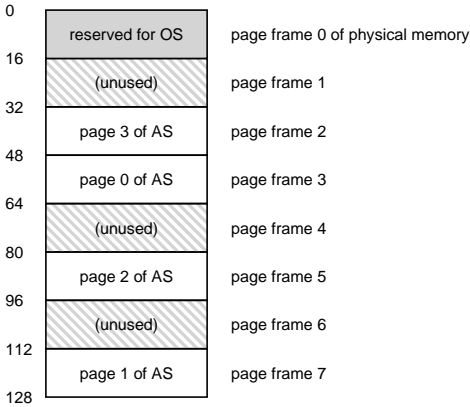 0
reserved for OS page frame 0 of physical memory
16
(unused) page frame 1
32
page 3 of AS page frame 2
48
page 0 of AS page frame 3
64
(unused) page frame 4
80
page 2 of AS page frame 5
96
(unused) page frame 6
112
page 1 of AS page frame 7
128